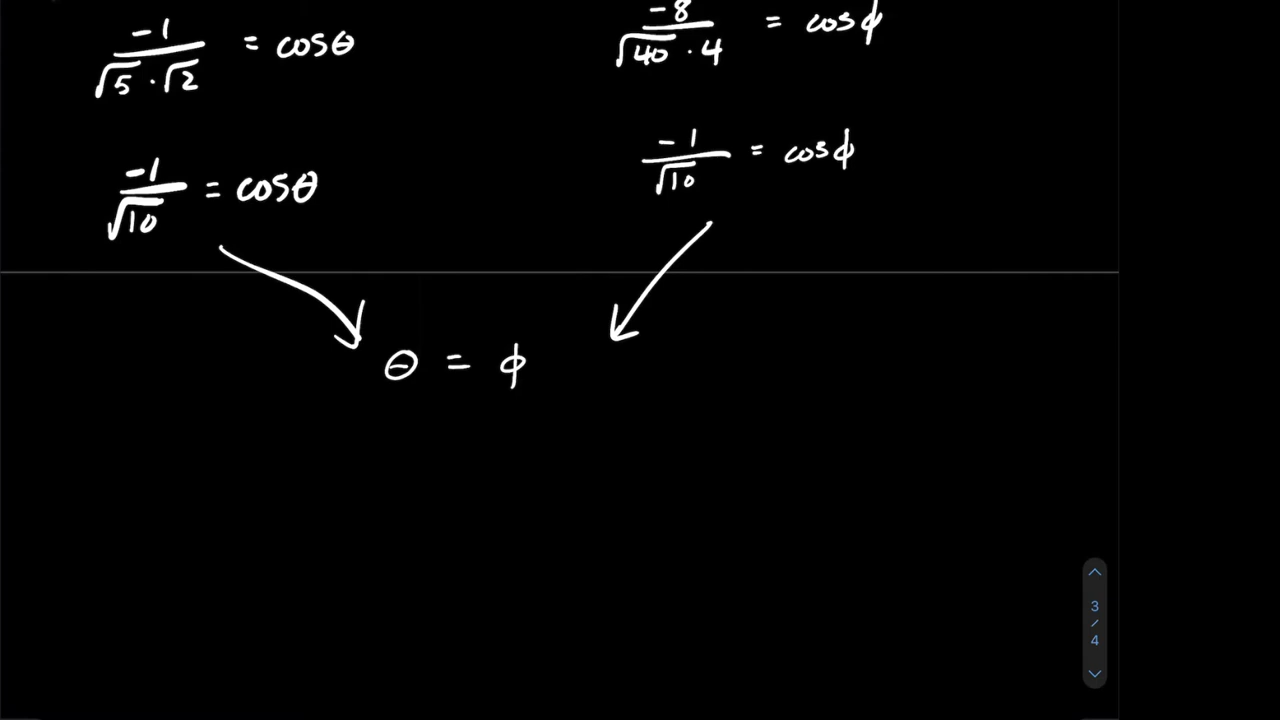 -1/(√5 · √2) = cosθ
-8/(√40 · 4) = cosϕ
-1/√10 = cosθ
-1/√10 = cosϕ
θ = ϕ
3
/
4